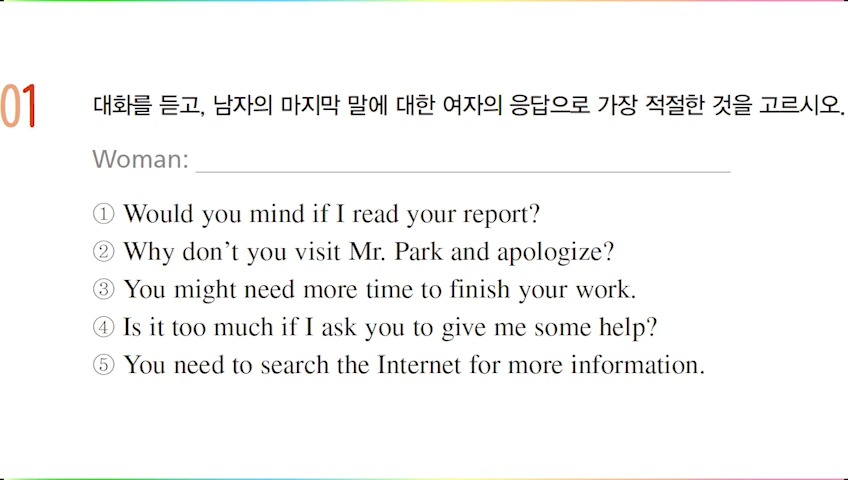 01
대화를 듣고, 남자의 마지막 말에 대한 여자의 응답으로 가장 적절한 것을 고르시오.
Woman:
① Would you mind if I read your report?
② Why don't you visit Mr. Park and apologize?
③ You might need more time to finish your work.
④ Is it too much if I ask you to give me some help?
⑤ You need to search the Internet for more information.